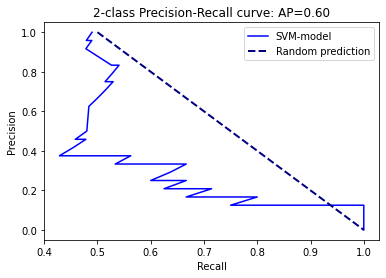 2-class Precision-Recall curve: AP=0.60
SVM-model
Random prediction
Precision
1.0
0.8
0.6
0.4
0.2
0.0
0.4 0.5 0.6 0.7 0.8 0.9 1.0
Recall